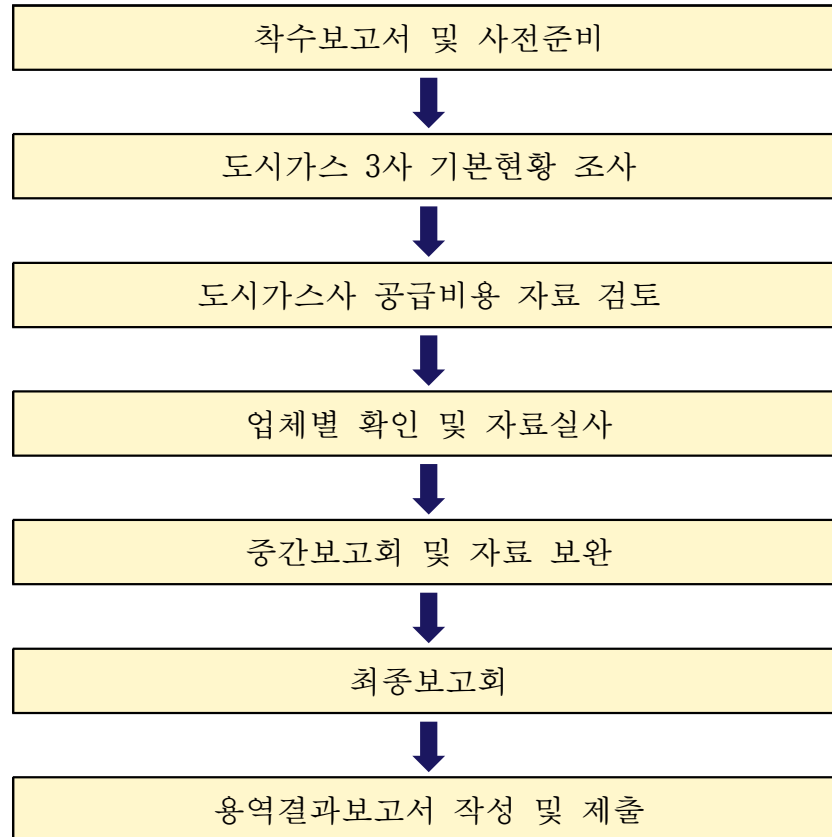 착수보고서 및 사전준비
도시가스 3사 기본현황 조사
도시가스사 공급비용 자료 검토
업체별 확인 및 자료실사
중간보고회 및 자료 보완
최종보고회
용역결과보고서 작성 및 제출